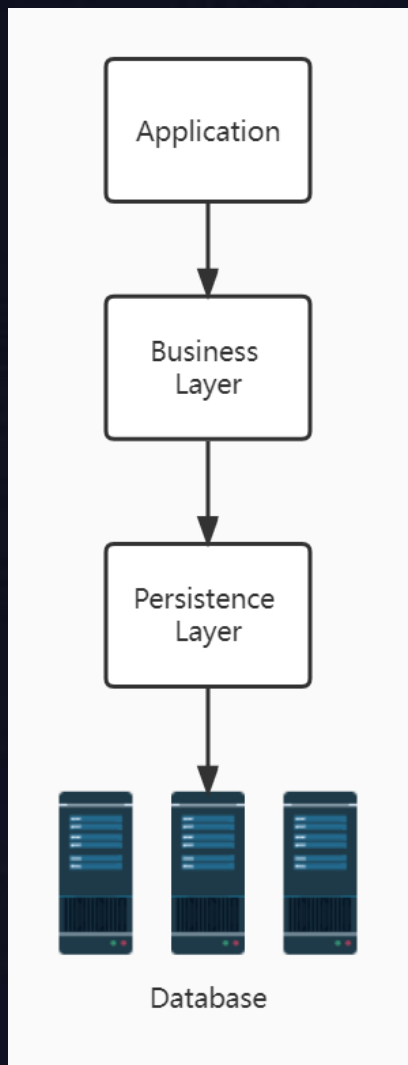 Application
Business
Layer
Persistence
Layer
Database